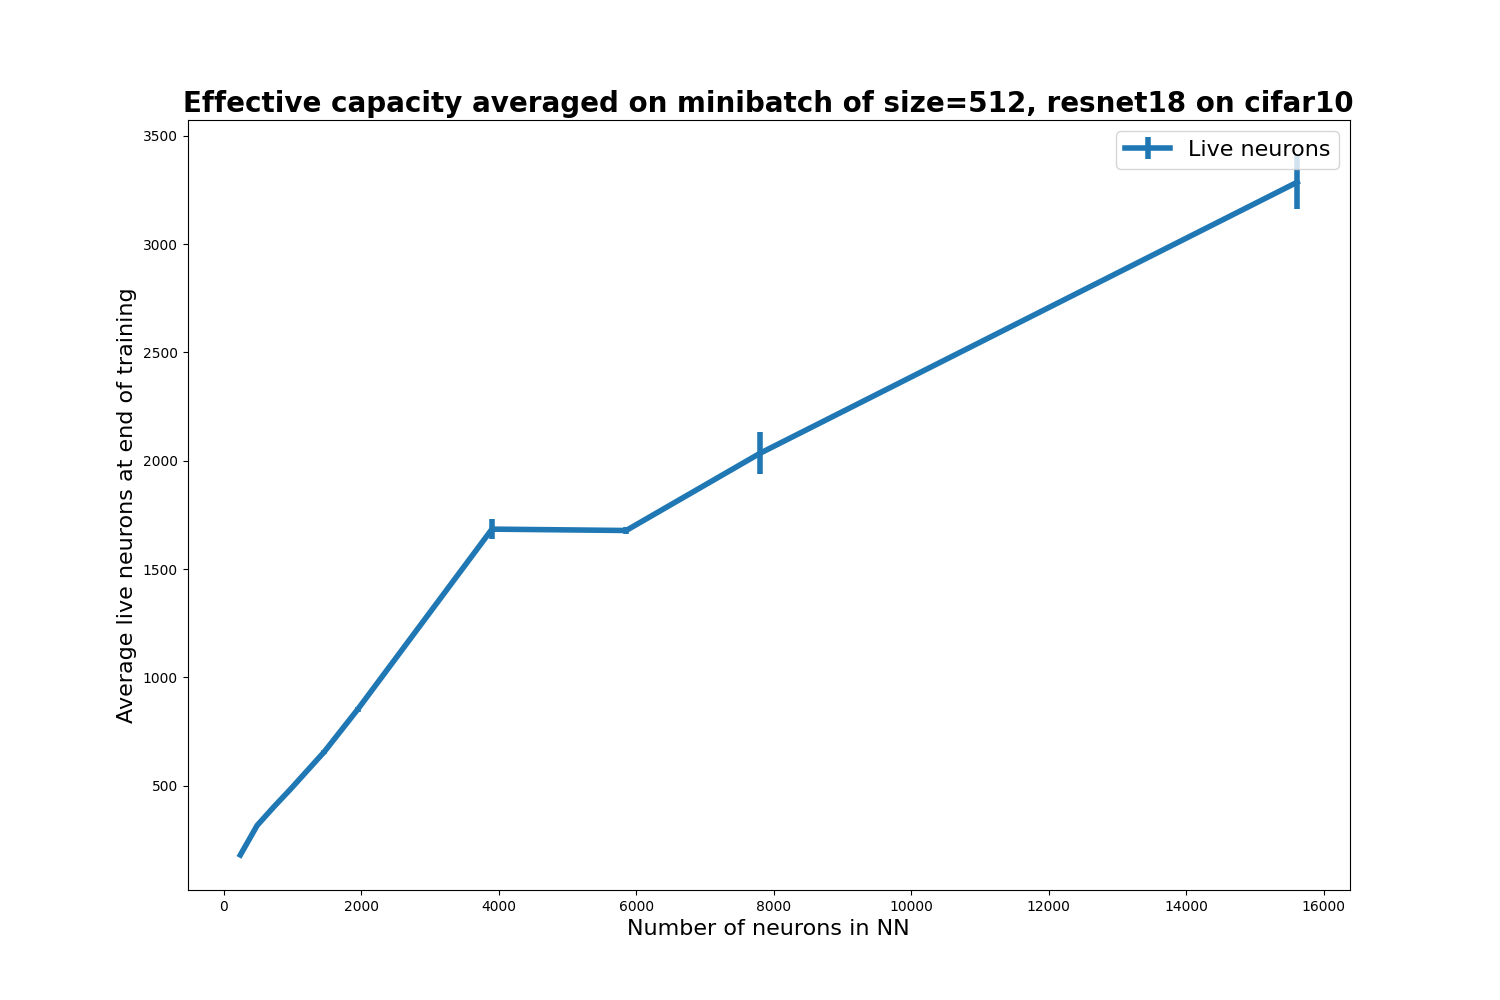 Effective capacity averaged on minibatch of size=512, resnet18 on cifar10
Live neurons
3500
3000
2500
2000
1500
1000
500
Average live neurons at end of training
0 2000 4000 6000 8000 10000 12000 14000 16000
Number of neurons in NN